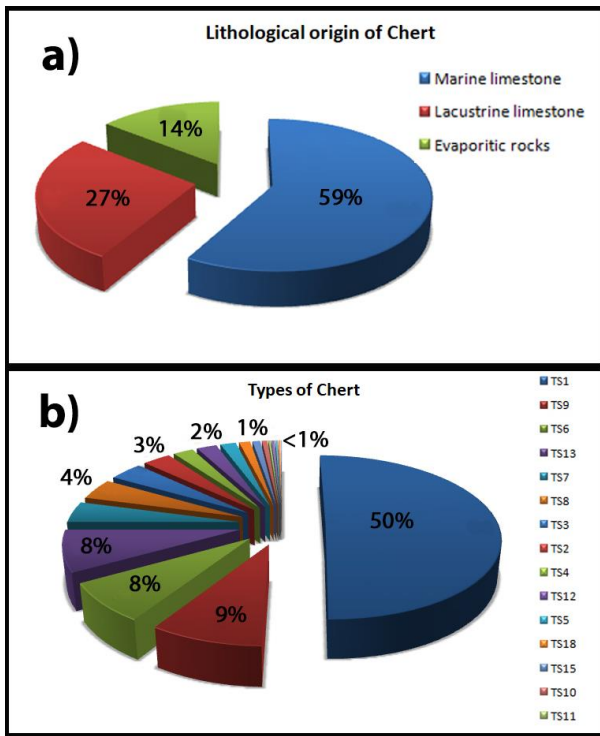 Lithological origin of Chert
a)
Marine limestone
Lacustrine limestone
Evaporitic rocks
14%
27%
59%
Types of Chert
b)
TS1
TS9
TS6
TS13
TS7
TS8
TS3
TS2
TS4
TS12
TS5
TS18
TS15
TS10
TS11
<1%
1%
2%
3%
4%
8%
8%
9%
50%